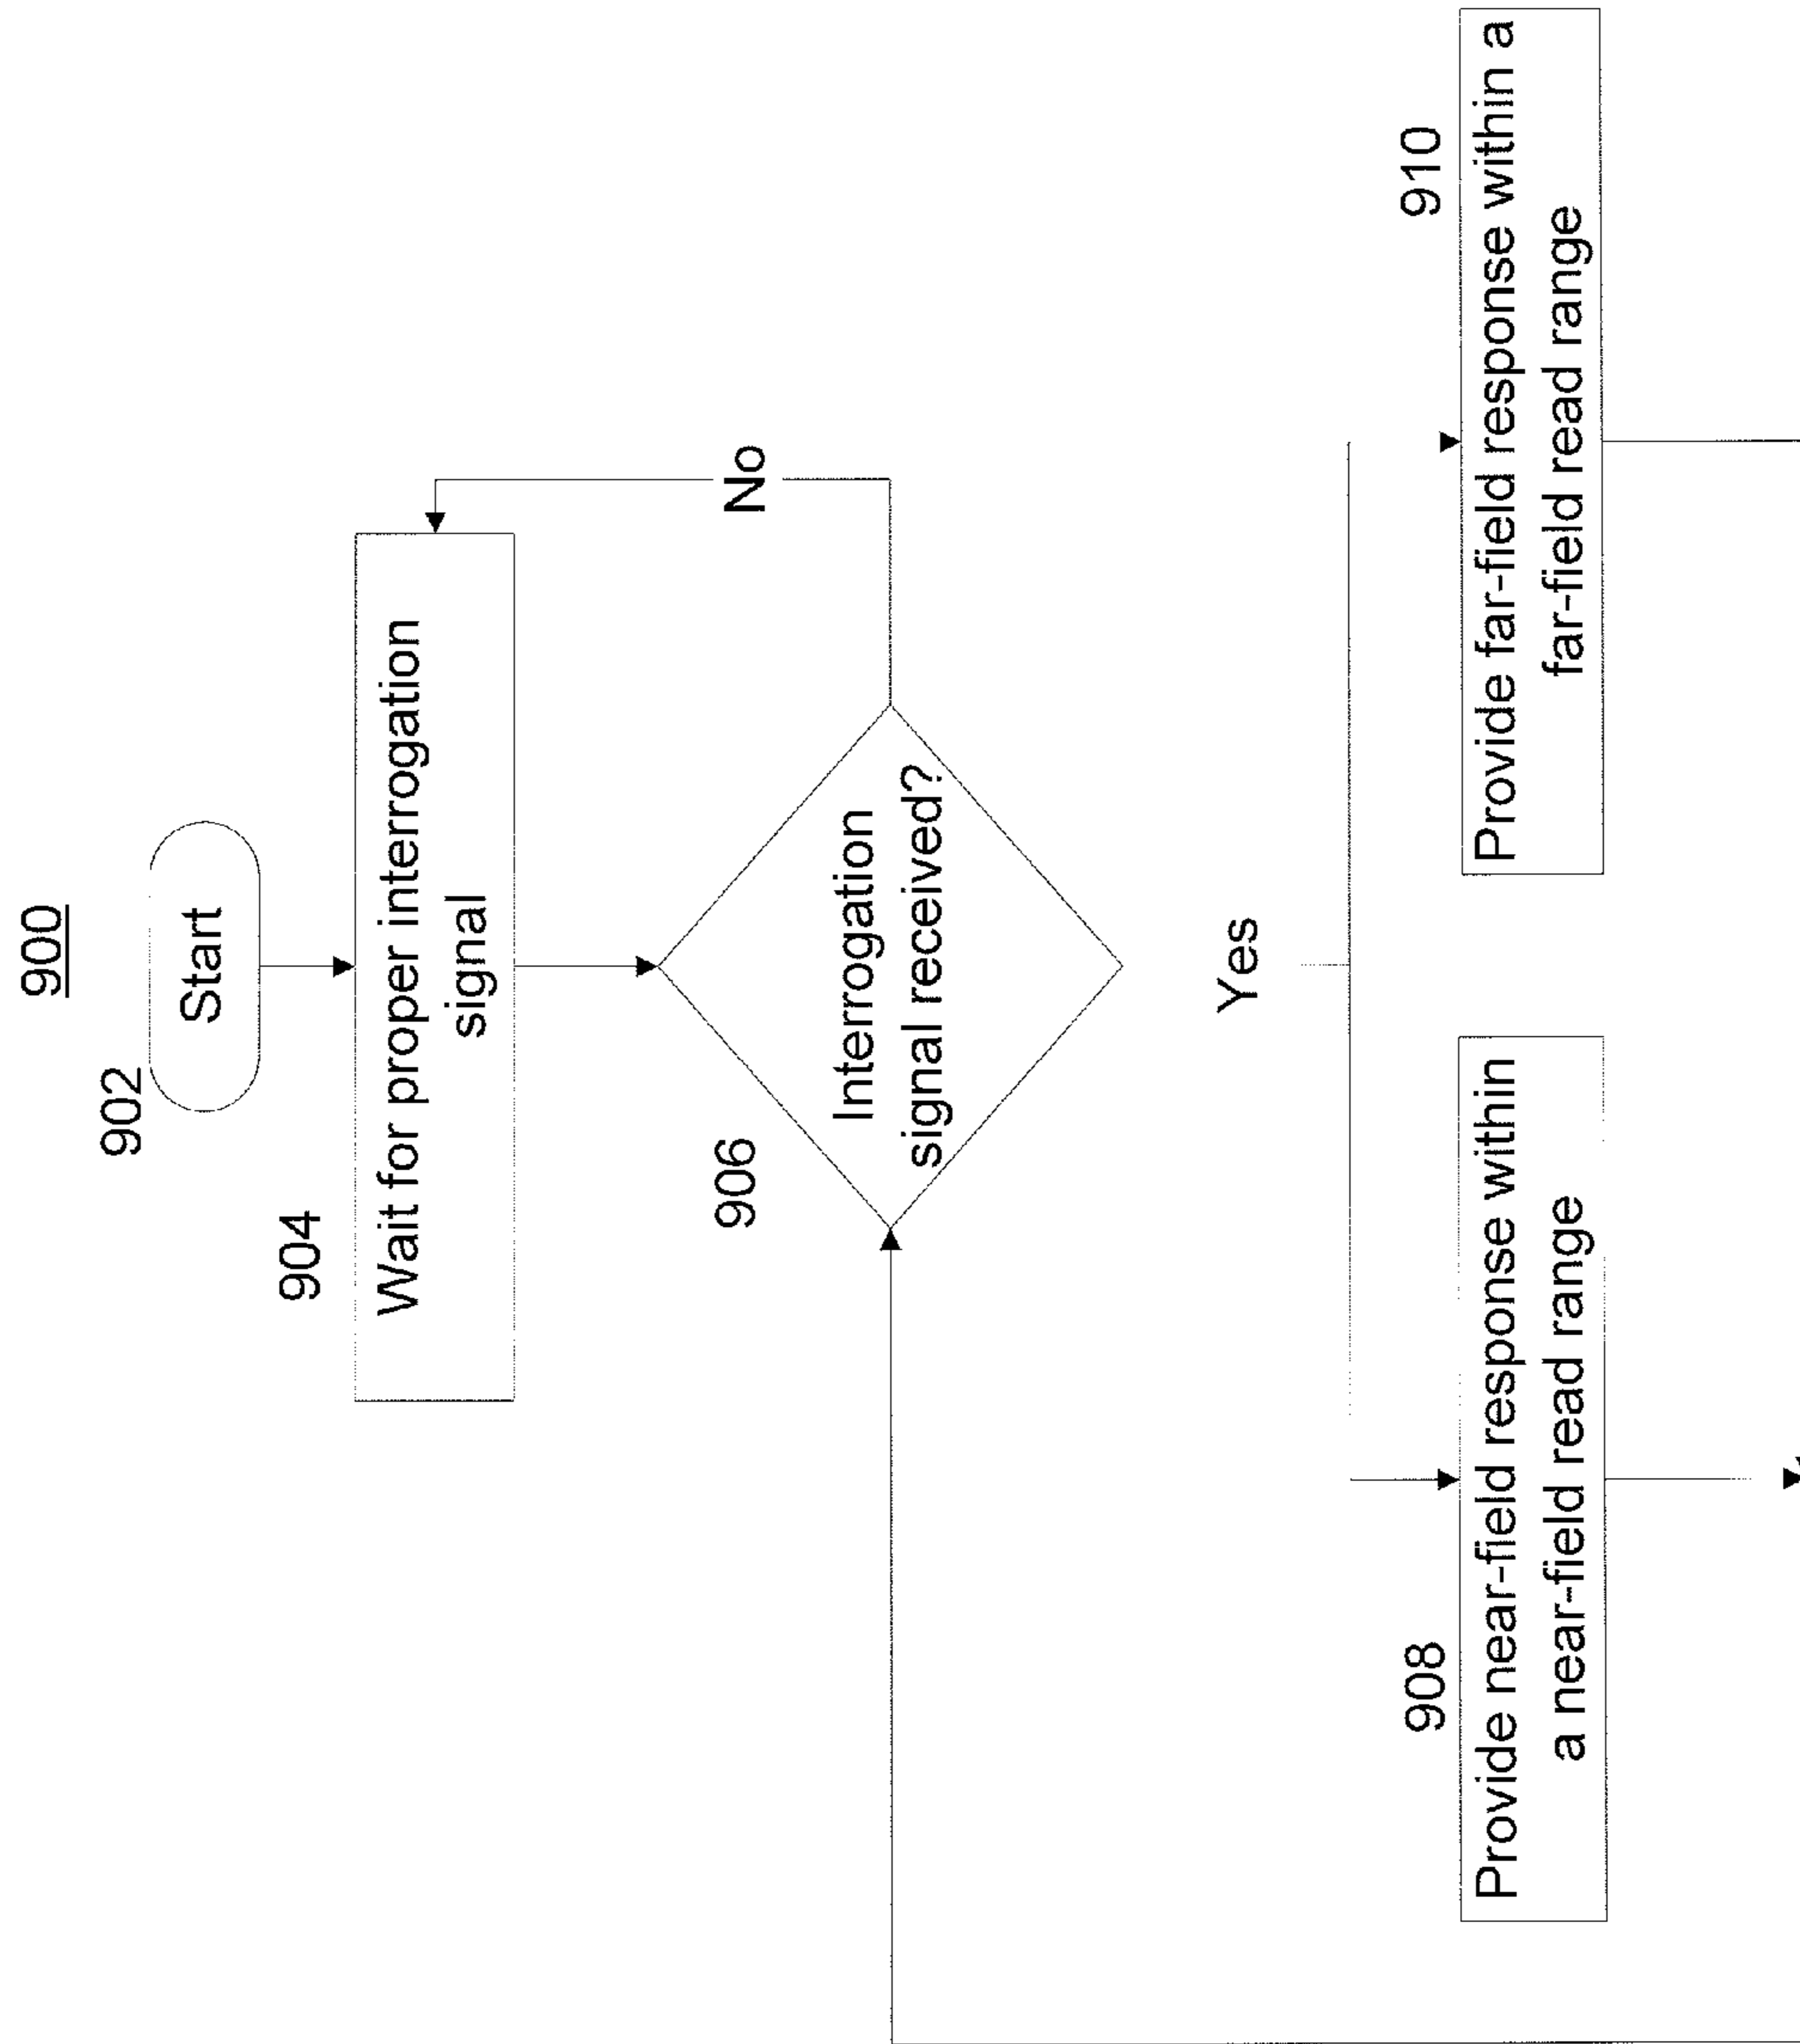 900
902
Start
904
Wait for proper interrogation
signal
No
906
Interrogation
signal received?
Yes
908
Provide near-field response within
a near-field read range
910
Provide far-field response within a
far-field read range